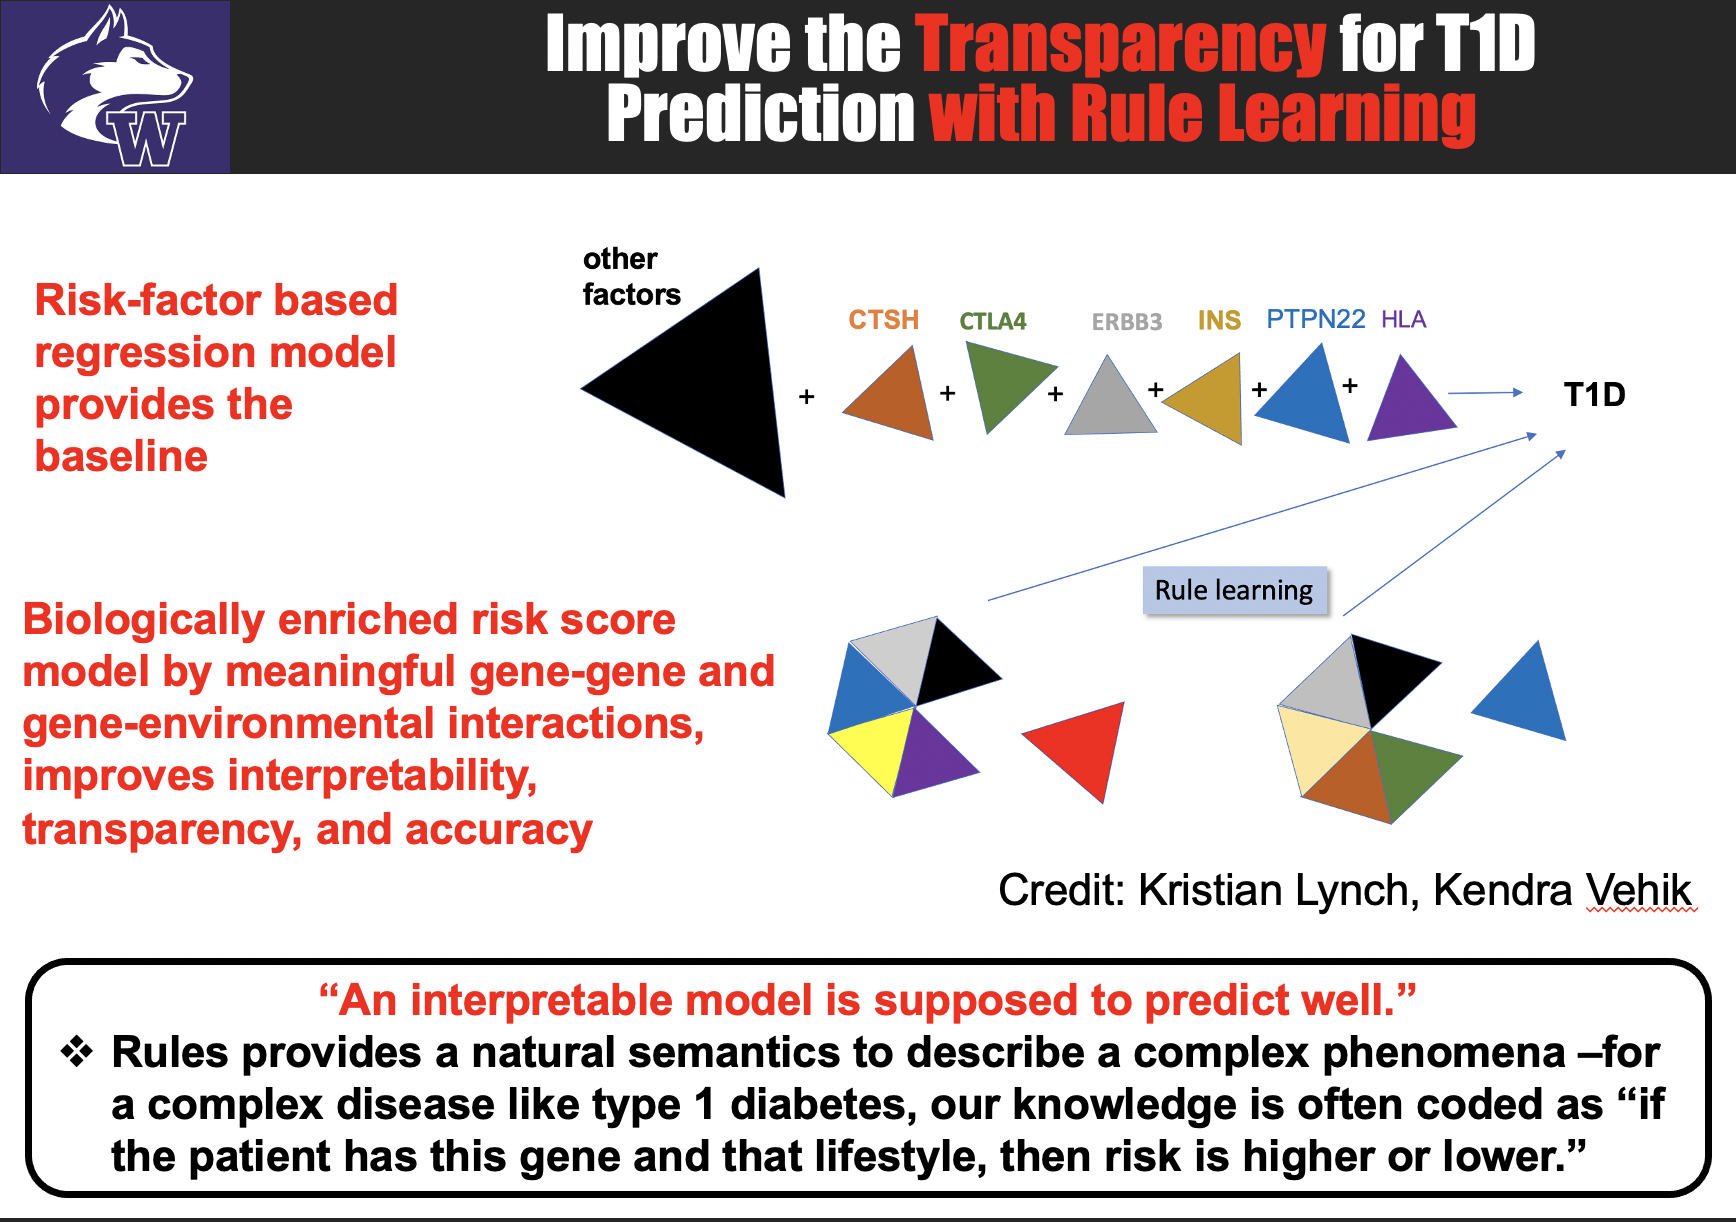 W
Improve the Transparency for T1D
Prediction with Rule Learning
Risk-factor based
regression model
provides the
baseline
other
factors
CTSH CTLA4 ERBB3 INS PTPN22 HLA
+ + + + + +
T1D
Biologically enriched risk score
model by meaningful gene-gene and
gene-environmental interactions,
improves interpretability,
transparency, and accuracy
Rule learning
Credit: Kristian Lynch, Kendra Vehik
“An interpretable model is supposed to predict well.”
❖ Rules provides a natural semantics to describe a complex phenomena –for
a complex disease like type 1 diabetes, our knowledge is often coded as “if
the patient has this gene and that lifestyle, then risk is higher or lower.”